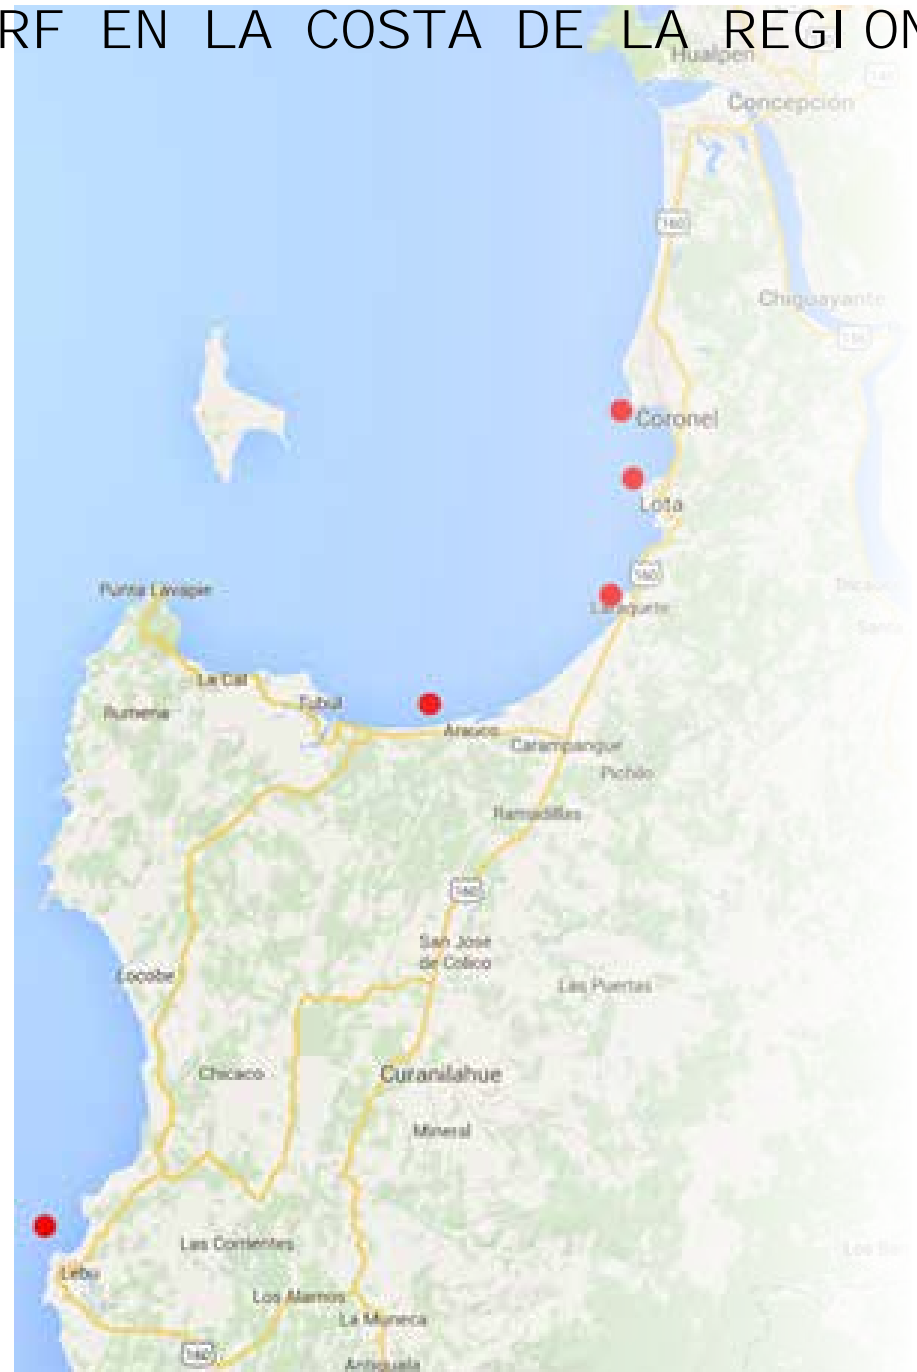 RF EN LA COSTA DE LA REGION
Hualpen
Concepción
160
Chiguayante
156
Coronel
Lota
160
Laraquete
Punta Lavapie
La Cal
Tubul
Rumena
Arauco
Carampangue
Pichilo
Ramadillas
160
San José
de Colico
Locobe
Las Puertas
Chicaco
Curanilahue
Mineral
Las Corrientes
Lebu
Los Alamos
La Muneca
160
Antiguala